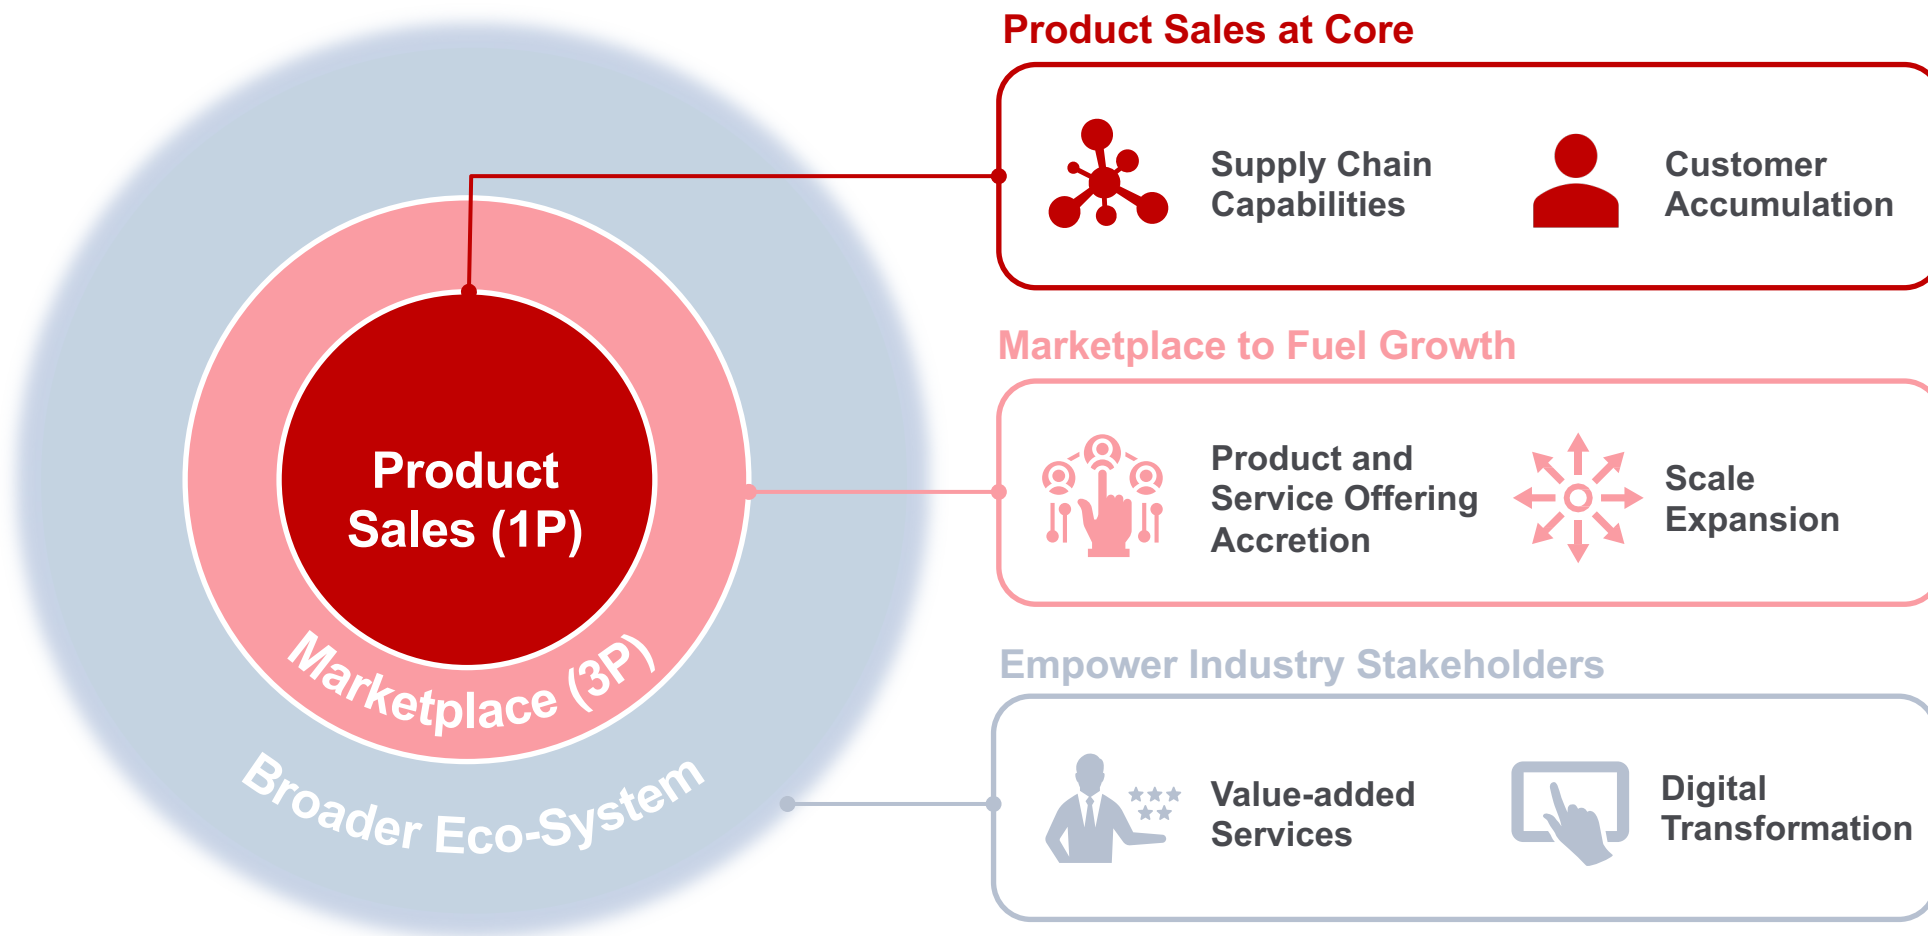 Product Sales at Core
Supply Chain
Capabilities
Customer
Accumulation
Product
Sales (1P)
Marketplace (3P)
Broader Eco-System
Marketplace to Fuel Growth
Product and
Service Offering
Accretion
Scale
Expansion
Empower Industry Stakeholders
Value-added
Services
Digital
Transformation